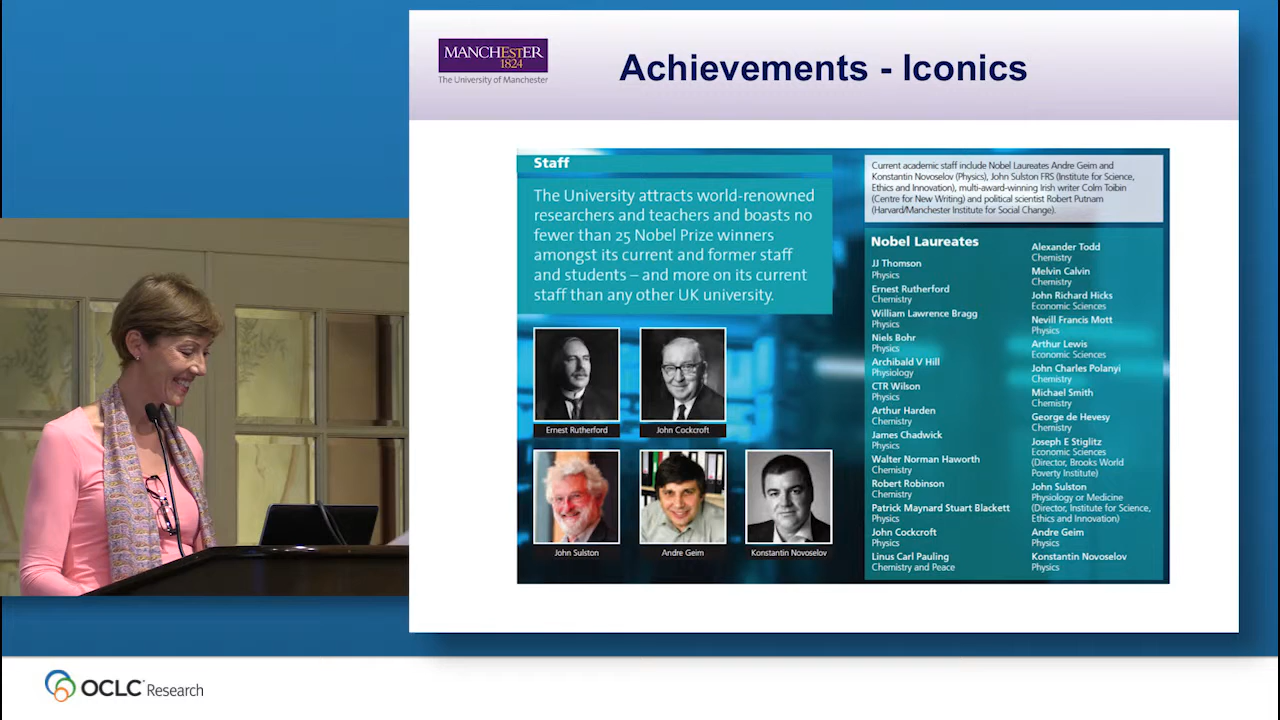 MANCHESTER
1824
The University of Manchester
Achievements - Iconics
Staff
The University attracts world-renowned
researchers and teachers and boasts no
fewer than 25 Nobel Prize winners
amongst its current and former staff
and students – and more on its current
staff than any other UK university.
Ernest Rutherford
John Cockcroft
John Sulston
Andre Geim
Konstantin Novoselov
Current academic staff include Nobel Laureates Andre Geim and
Konstantin Novoselov (Physics), John Sulston FRS (Institute for Science,
Ethics and Innovation), multi-award-winning Irish writer Colm Toibin
(Centre for New Writing) and political scientist Robert Putnam
(Harvard/Manchester Institute for Social Change).
Nobel Laureates
JJ Thomson
Physics
Ernest Rutherford
Chemistry
William Lawrence Bragg
Physics
Niels Bohr
Physics
Archibald V Hill
Physiology
CTR Wilson
Physics
Arthur Harden
Chemistry
James Chadwick
Physics
Walter Norman Haworth
Chemistry
Robert Robinson
Chemistry
Patrick Maynard Stuart Blackett
Physics
John Cockcroft
Physics
Linus Carl Pauling
Chemistry and Peace
Alexander Todd
Chemistry
Melvin Calvin
Chemistry
John Richard Hicks
Economic Sciences
Nevill Francis Mott
Physics
Arthur Lewis
Economic Sciences
John Charles Polanyi
Chemistry
Michael Smith
Chemistry
George de Hevesy
Chemistry
Joseph E Stiglitz
Economic Sciences
(Director, Brooks World
Poverty Institute)
John Sulston
Physiology or Medicine
(Director, Institute for Science,
Ethics and Innovation)
Andre Geim
Physics
Konstantin Novoselov
Physics
OCLC Research